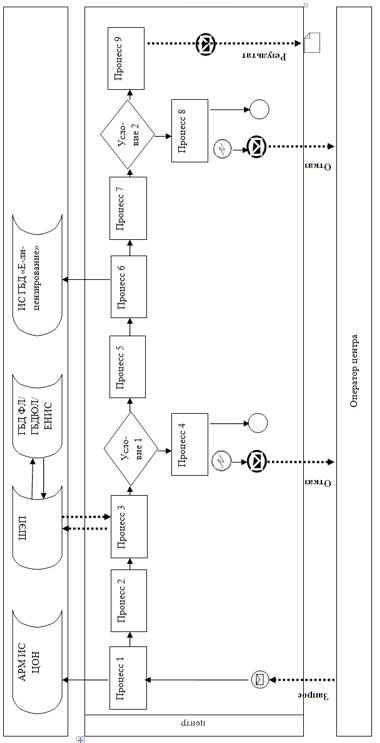 АРМ ИС
ЦОН
ШЭП
ГБД ФЛ/
ГБДЮЛ/
ЕНИС
ИС ГБД «Е-ли-
цензирование»
центр
Процесс 1
Процесс 2
Процесс 3
Усло-
вие 1
Процесс 4
Процесс 5
Процесс 6
Процесс 7
Усло-
вие 2
Процесс 8
Процесс 9
Запрос
Отказ
Отказ
Результат
Оператор центра